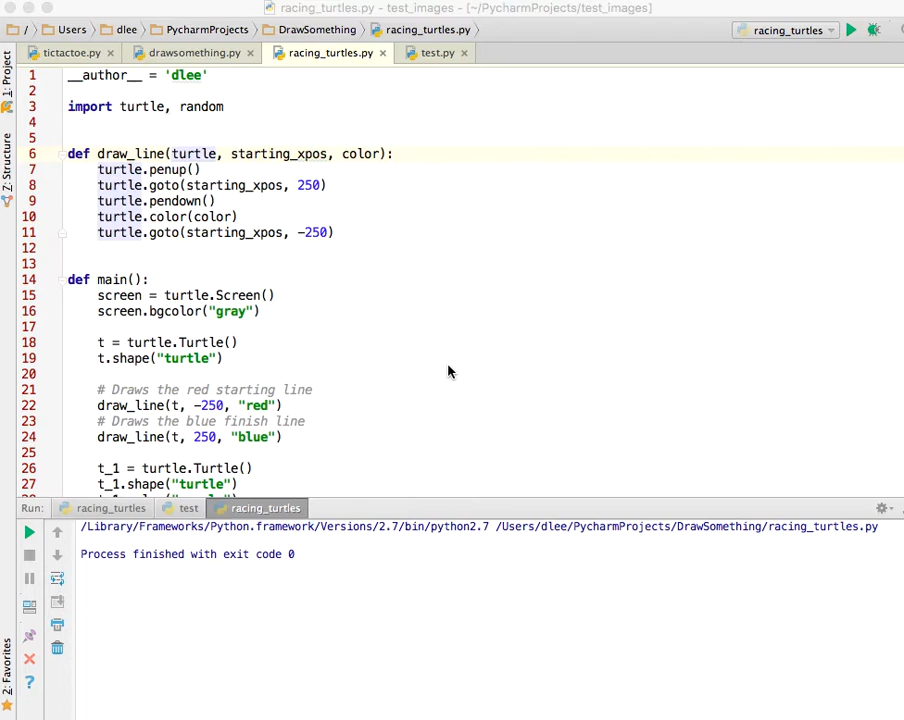 racing_turtles.py - test_images - [~/PycharmProjects/test_images]
/ Users dlee PycharmProjects DrawSomething racing_turtles.py racing_turtles
tictactoe.py × drawsomething.py × racing_turtles.py × test.py ×
1: Project
7: Structure
2: Favorites
1 __author__ = 'dlee'
2
3 import turtle, random
4
5
6 def draw_line(turtle, starting_xpos, color):
7 turtle.penup()
8 turtle.goto(starting_xpos, 250)
9 turtle.pendown()
10 turtle.color(color)
11 turtle.goto(starting_xpos, -250)
12
13
14 def main():
15 screen = turtle.Screen()
16 screen.bgcolor("gray")
17
18 t = turtle.Turtle()
19 t.shape("turtle")
20
21 # Draws the red starting line
22 draw_line(t, -250, "red")
23 # Draws the blue finish line
24 draw_line(t, 250, "blue")
25
26 t_1 = turtle.Turtle()
27 t_1.shape("turtle")
Run: racing_turtles test racing_turtles
/Library/Frameworks/Python.framework/Versions/2.7/bin/python2.7 /Users/dlee/PycharmProjects/DrawSomething/racing_turtles.py
Process finished with exit code 0